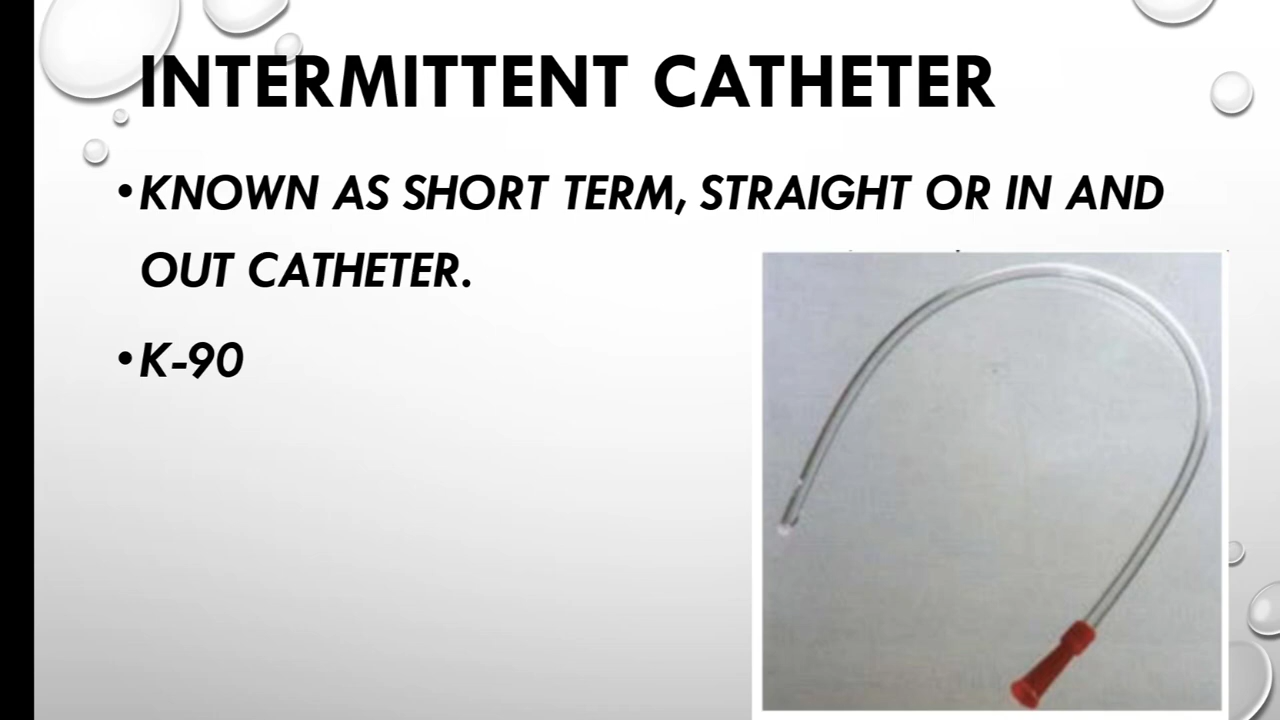 INTERMITTENT CATHETER
•KNOWN AS SHORT TERM, STRAIGHT OR IN AND
OUT CATHETER.
•K-90